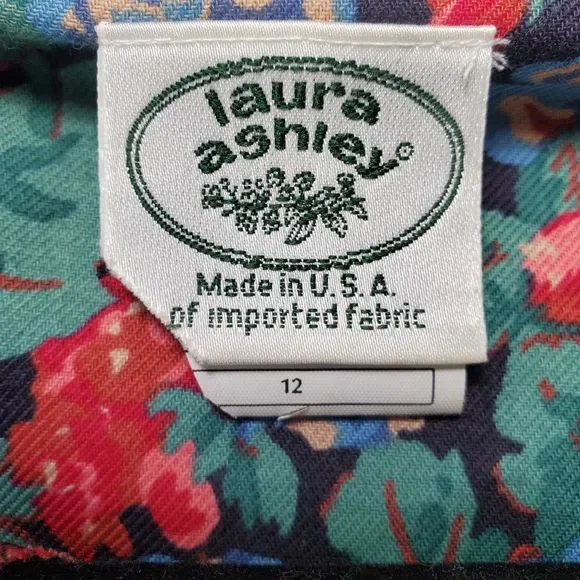 laura
ashley©
Made in U.S.A.
of imported fabric
12